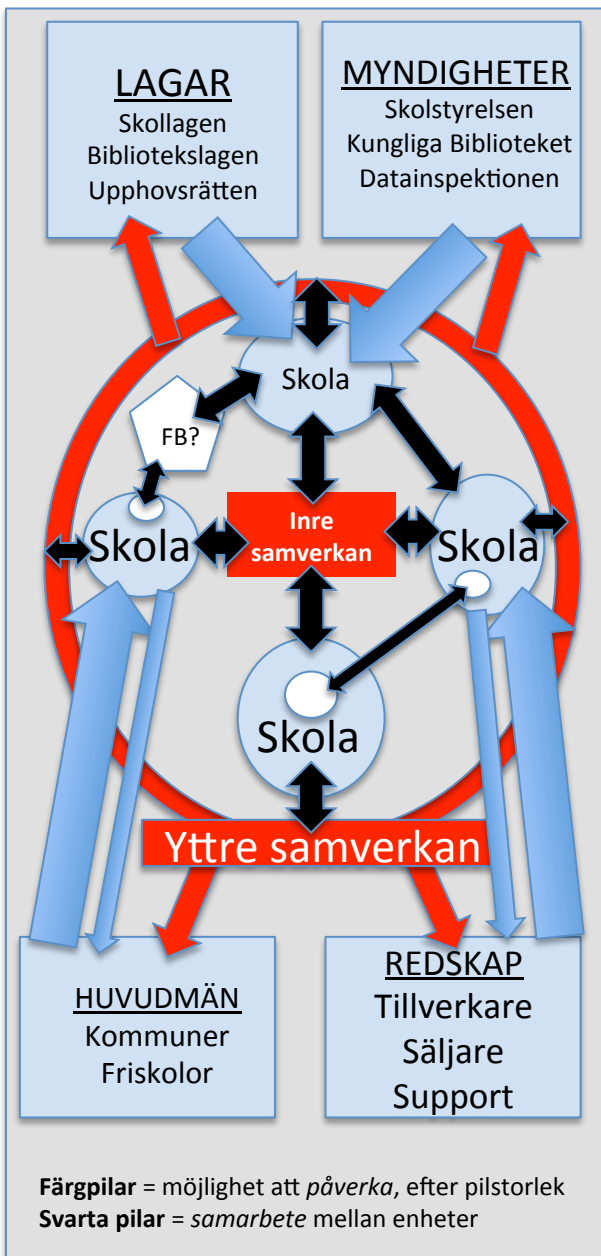 LAGAR
Skollagen
Bibliotekslagen
Upphovsrätten
MYNDIGHETER
Skolstyrelsen
Kungliga Biblioteket
Datainspektionen
Skola
FB?
Skola
Inre
samverkan
Skola
Skola
Yttre samverkan
HUVUDMÄN
Kommuner
Friskolor
REDSKAP
Tillverkare
Säljare
Support
Färgpilar = möjlighet att påverka, efter pilstorlek
Svarta pilar = samarbete mellan enheter